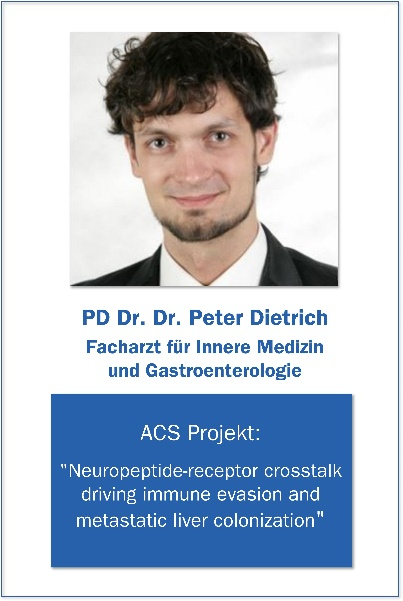 PD Dr. Dr. Peter Dietrich
Facharzt für Innere Medizin
und Gastroenterologie
ACS Projekt:
"Neuropeptide-receptor crosstalk
driving immune evasion and
metastatic liver colonization"